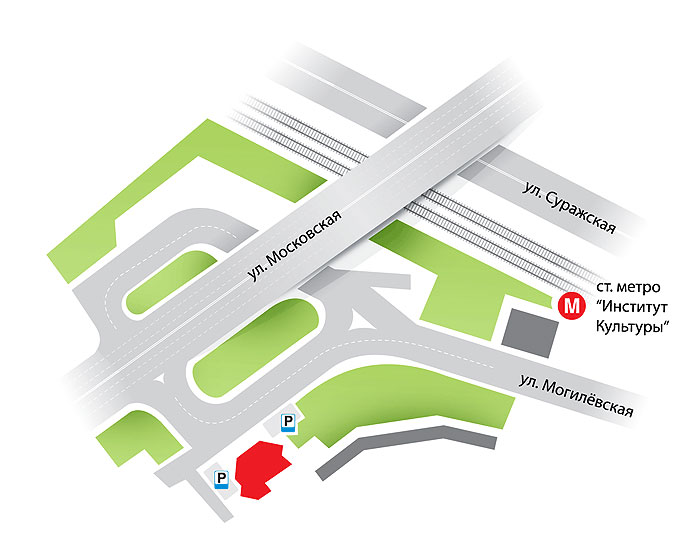 ул. Московская
ул. Суражская
М
ст. метро
"Институт
Культуры"
ул. Могилёвская
P
P